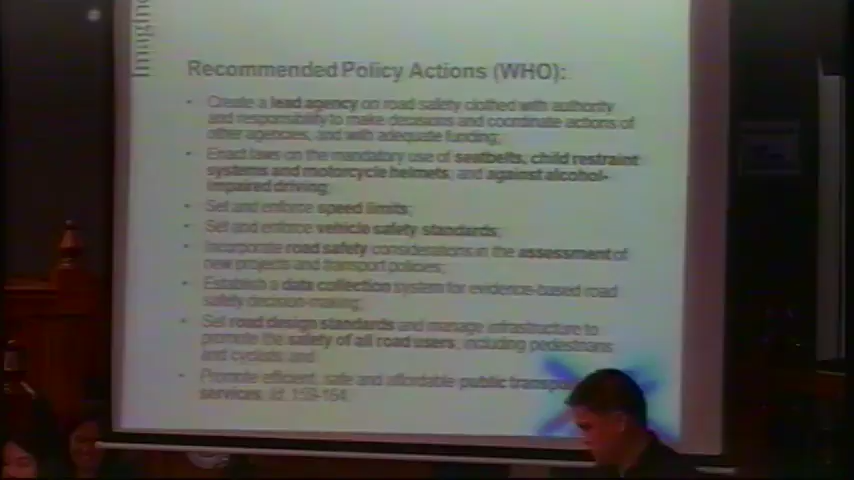 Imagine
Recommended Policy Actions (WHO):
• Create a lead agency on road safety clothed with authority
and responsibility to make decisions and coordinate actions of
other agencies, and with adequate funding;
• Enact laws on the mandatory use of seatbelts, child restraint
systems and motorcycle helmets, and against alcohol-
impaired driving;
• Set and enforce speed limits;
• Set and enforce vehicle safety standards;
• Incorporate road safety considerations in the assessment of
new projects and transport policies;
• Establish a data collection system for evidence-based road
safety decision-making;
• Set road design standards and manage infrastructure to
promote the safety of all road users, including pedestrians
and cyclists; and
• Promote efficient, safe and affordable public transpo
services. Id. 159-164.